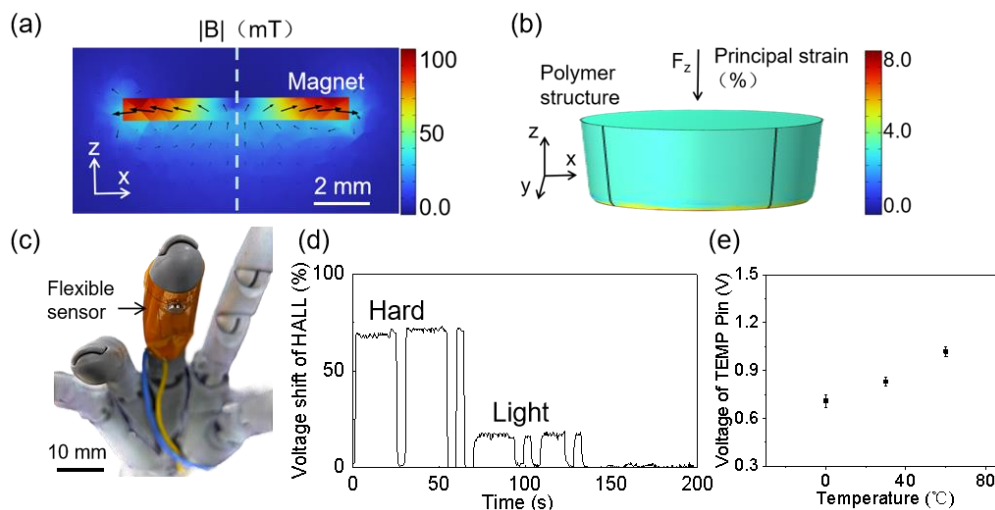 (a)
|B| (mT)
Magnet
100
50
0.0
z
x
2 mm
(b)
F_z
Principal strain
(%)
Polymer
structure
z
x
y
8.0
4.0
0.0
(c)
Flexible
sensor
10 mm
(d)
Voltage shift of HALL (%)
100
50
0
Hard
Light
0
50
100
150
200
Time (s)
(e)
Voltage of TEMP Pin (V)
1.5
1.2
0.9
0.6
0.3
0
40
80
Temperature (℃)